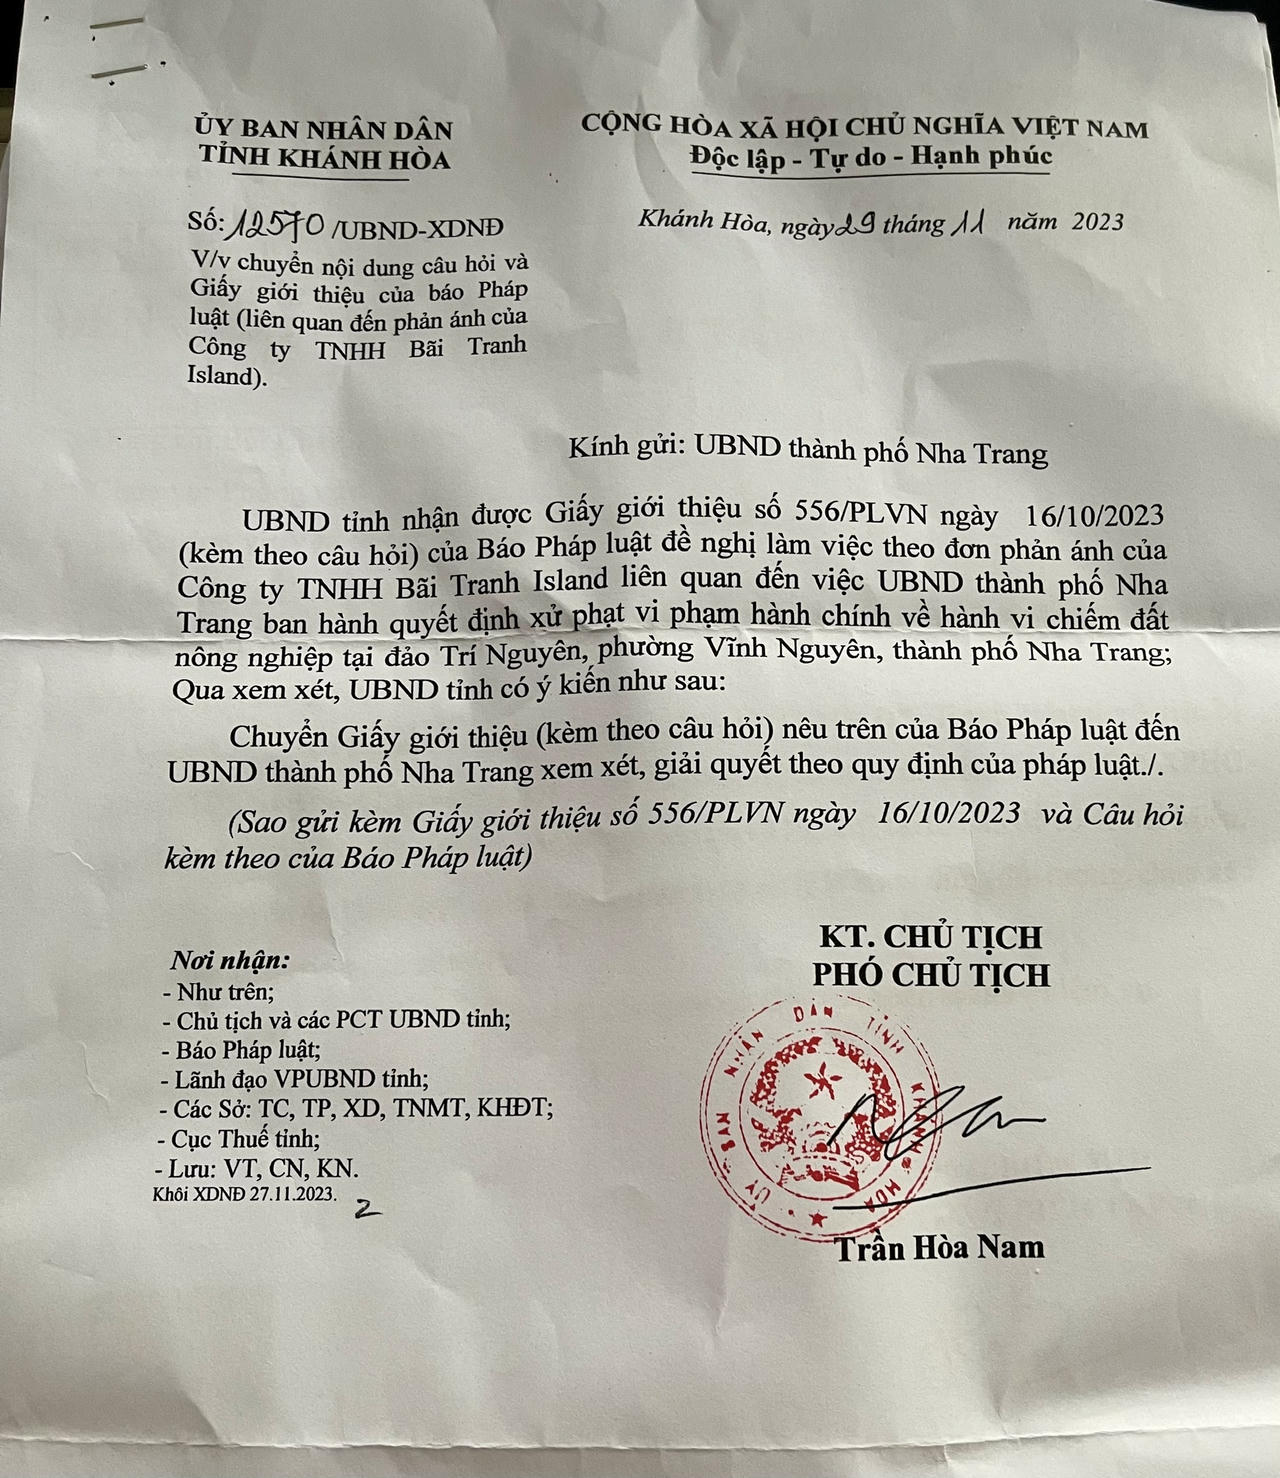 ỦY BAN NHÂN DÂN
TỈNH KHÁNH HÒA
CỘNG HÒA XÃ HỘI CHỦ NGHĨA VIỆT NAM
Độc lập - Tự do - Hạnh phúc
Số: 12570 /UBND-XDNĐ
Khánh Hòa, ngày 29 tháng 11 năm 2023
V/v chuyển nội dung câu hỏi và
Giấy giới thiệu của báo Pháp
luật (liên quan đến phản ánh của
Công ty TNHH Bãi Tranh
Island).
Kính gửi: UBND thành phố Nha Trang
UBND tỉnh nhận được Giấy giới thiệu số 556/PLVN ngày 16/10/2023
(kèm theo câu hỏi) của Báo Pháp luật đề nghị làm việc theo đơn phản ánh của
Công ty TNHH Bãi Tranh Island liên quan đến việc UBND thành phố Nha
Trang ban hành quyết định xử phạt vi phạm hành chính về hành vi chiếm đất
nông nghiệp tại đảo Trí Nguyên, phường Vĩnh Nguyên, thành phố Nha Trang;
Qua xem xét, UBND tỉnh có ý kiến như sau:
Chuyển Giấy giới thiệu (kèm theo câu hỏi) nêu trên của Báo Pháp luật đến
UBND thành phố Nha Trang xem xét, giải quyết theo quy định của pháp luật./.
(Sao gửi kèm Giấy giới thiệu số 556/PLVN ngày 16/10/2023 và Câu hỏi
kèm theo của Báo Pháp luật)
Nơi nhận:
- Như trên;
- Chủ tịch và các PCT UBND tỉnh;
- Báo Pháp luật;
- Lãnh đạo VPUBND tỉnh;
- Các Sở: TC, TP, XD, TNMT, KHĐT;
- Cục Thuế tỉnh;
- Lưu: VT, CN, KN.
Khôi XDNĐ 27.11.2023.
2
KT. CHỦ TỊCH
PHÓ CHỦ TỊCH
ỦY BAN NHÂN DÂN TỈNH KHÁNH HÒA
Trần Hòa Nam